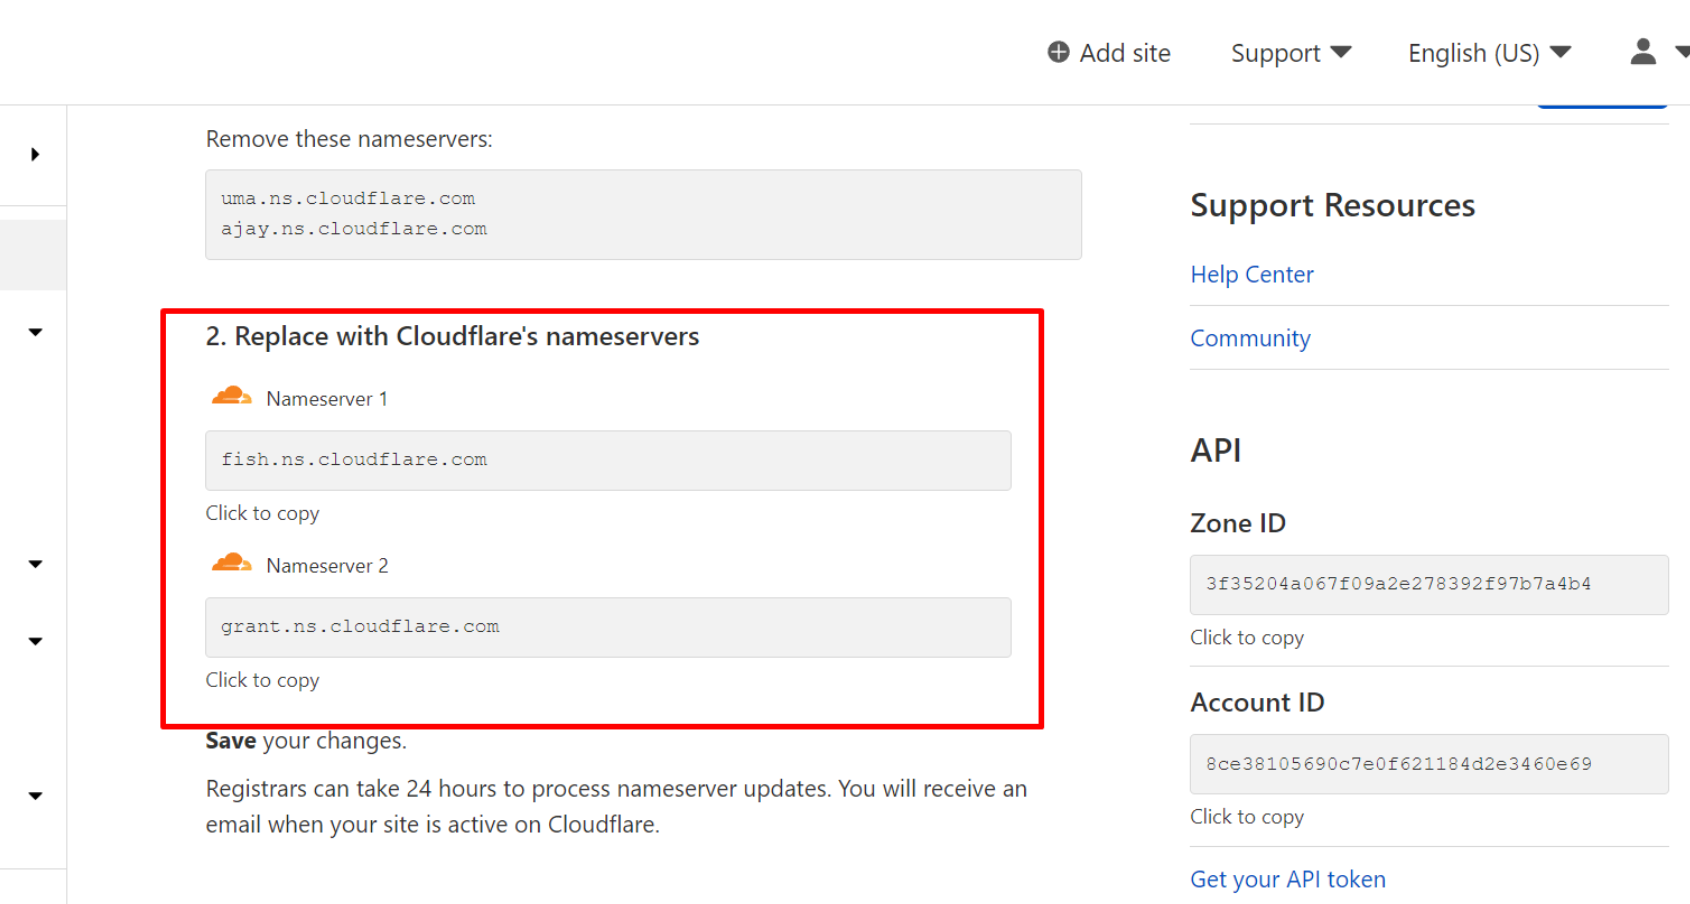 Add site
Support
English (US)
Remove these nameservers:
uma.ns.cloudflare.com
ajay.ns.cloudflare.com
2. Replace with Cloudflare's nameservers
Nameserver 1
fish.ns.cloudflare.com
Click to copy
Nameserver 2
grant.ns.cloudflare.com
Click to copy
Save your changes.
Registrars can take 24 hours to process nameserver updates. You will receive an
email when your site is active on Cloudflare.
Support Resources
Help Center
Community
API
Zone ID
3f35204a067f09a2e278392f97b7a4b4
Click to copy
Account ID
8ce38105690c7e0f621184d2e3460e69
Click to copy
Get your API token